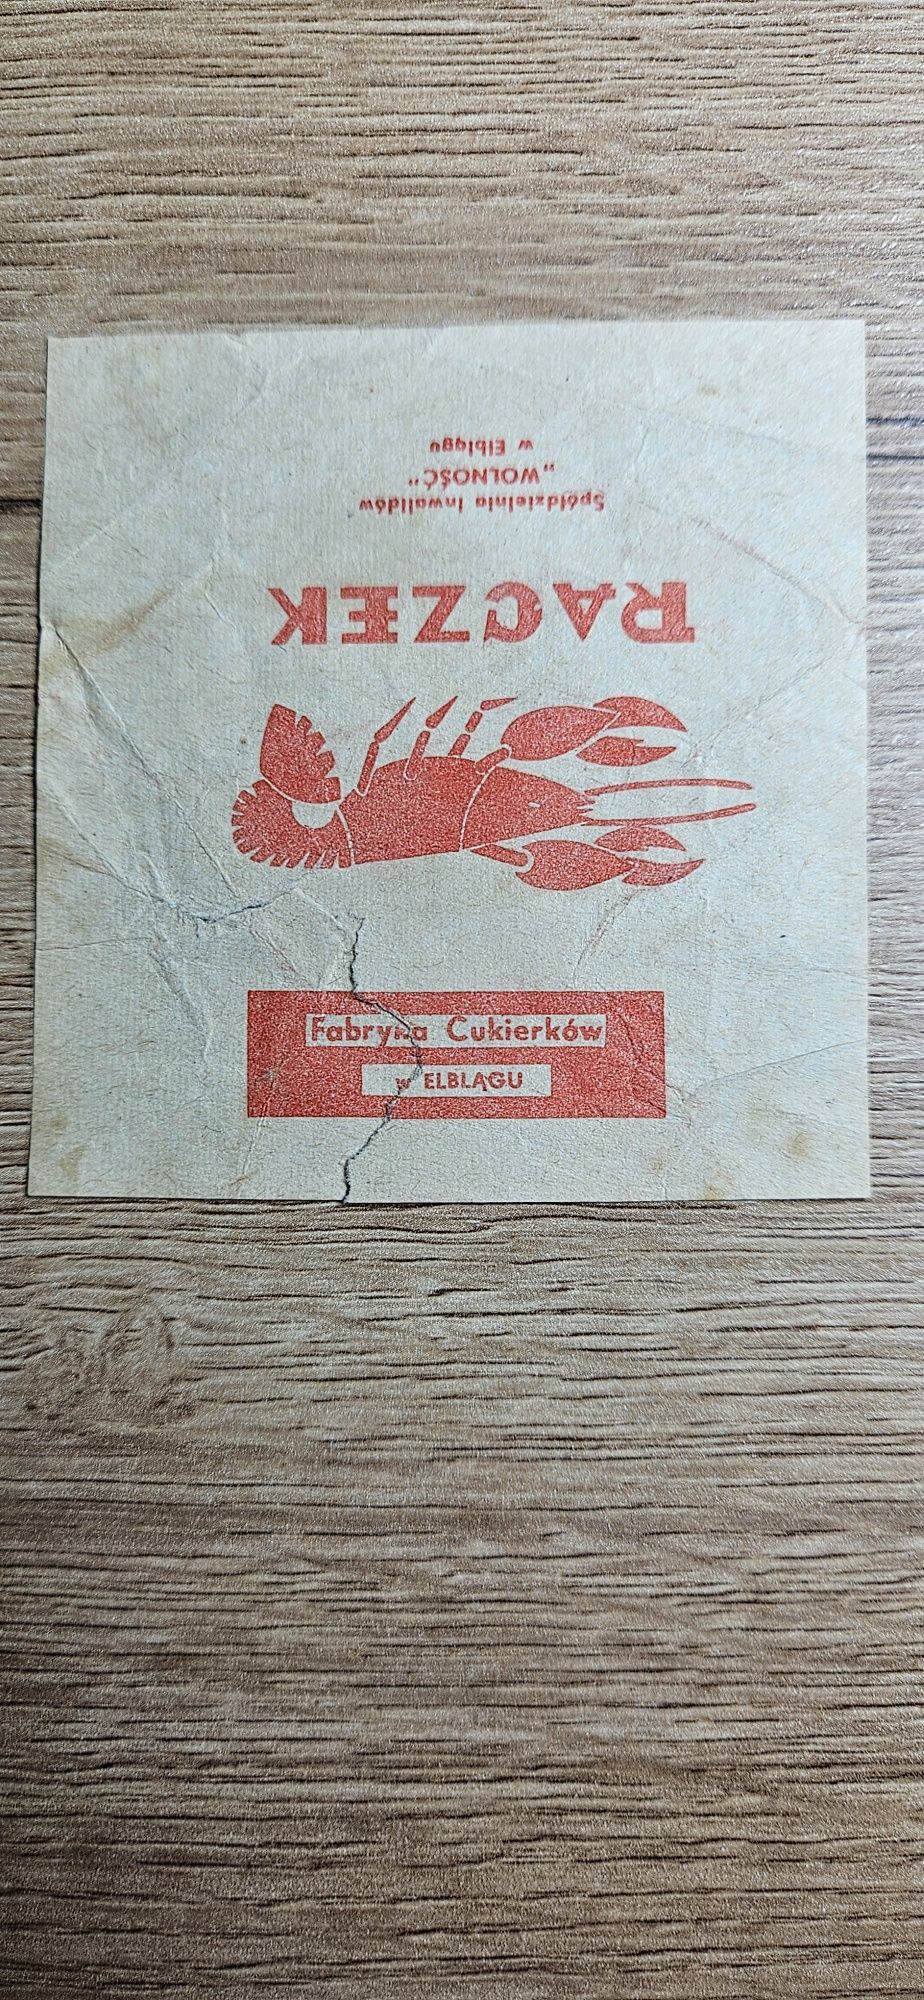 Spółdzielnia Inwalidów
„WOLNOŚĆ"
w Elblągu
RACZEK
Fabryka Cukierków
w ELBLĄGU